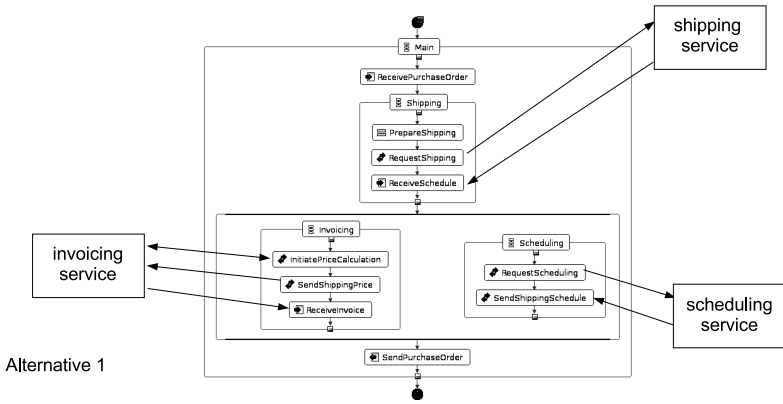 shipping
service
Main
ReceivePurchaseOrder
Shipping
PrepareShipping
RequestShipping
ReceiveSchedule
Invoicing
InitiatePriceCalculation
SendShippingPrice
ReceiveInvoice
Scheduling
RequestScheduling
SendShippingSchedule
invoicing
service
scheduling
service
SendPurchaseOrder
Alternative 1